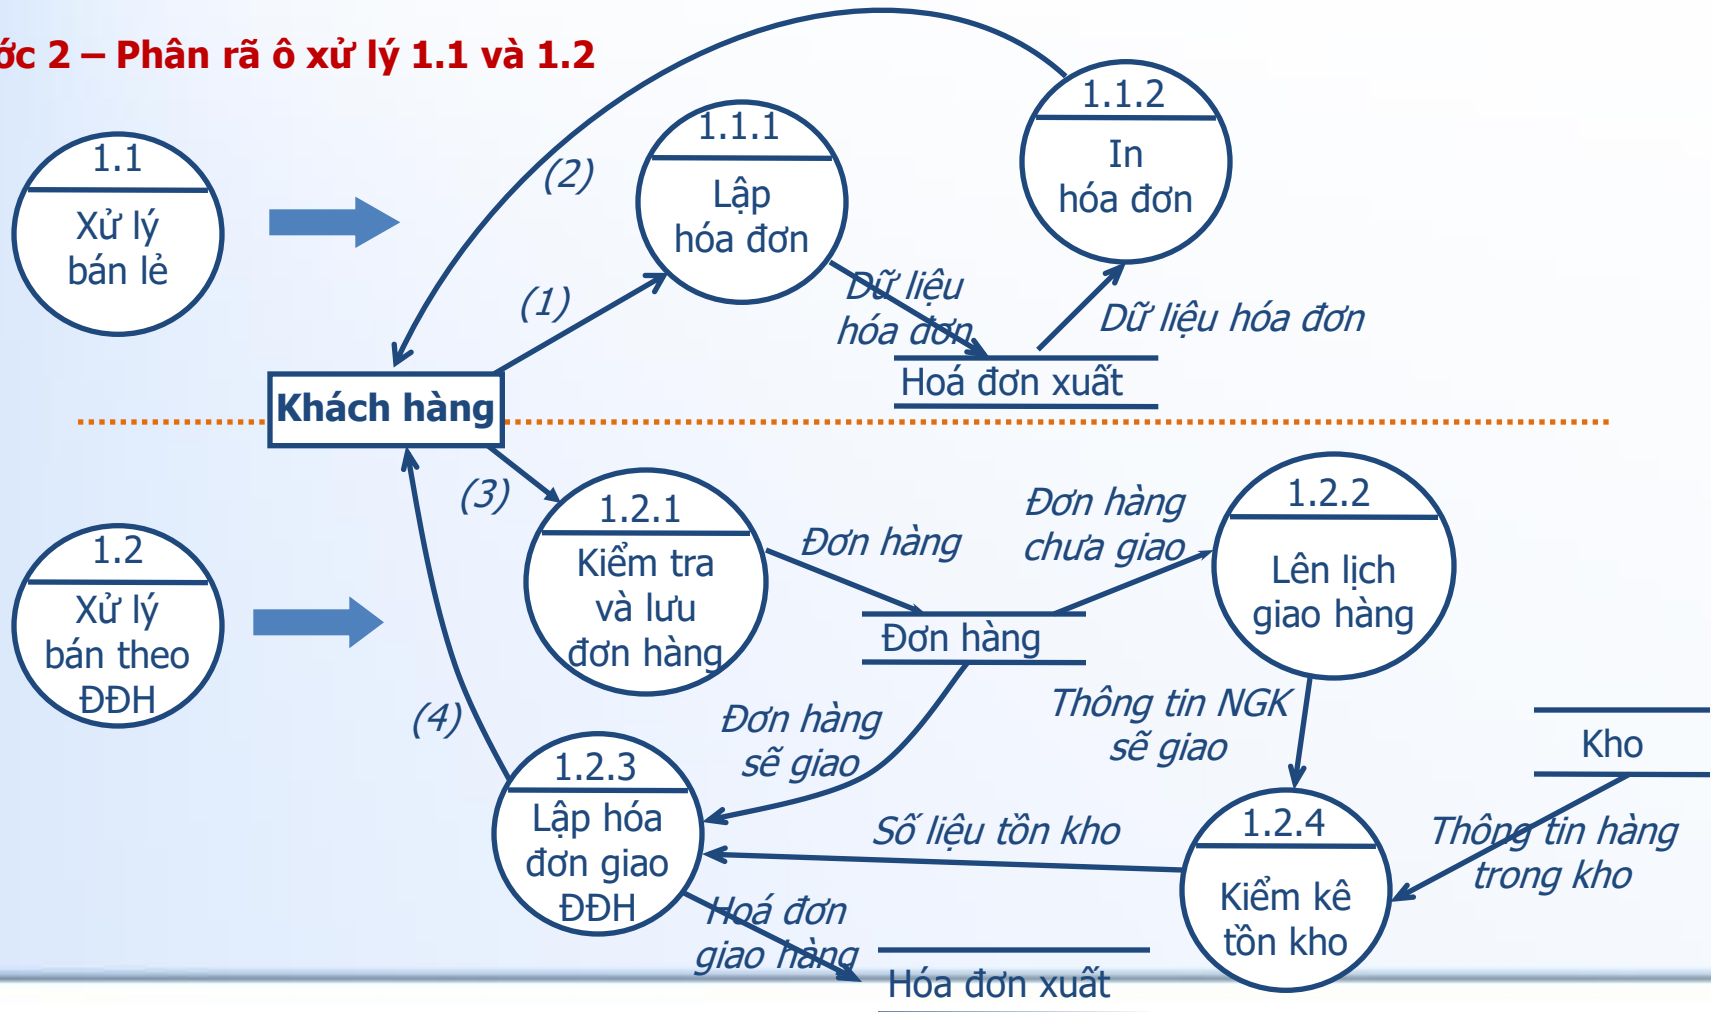 ớc 2 – Phân rã ô xử lý 1.1 và 1.2
1.1
Xử lý
bán lẻ
(2)
1.1.1
Lập
hóa đơn
1.1.2
In
hóa đơn
(1)
Dữ liệu
hóa đơn
Dữ liệu hóa đơn
Hoá đơn xuất
Khách hàng
(3)
1.2
Xử lý
bán theo
ĐĐH
1.2.1
Kiểm tra
và lưu
đơn hàng
Đơn hàng
Đơn hàng
chưa giao
1.2.2
Lên lịch
giao hàng
Đơn hàng
(4)
Đơn hàng
sẽ giao
Thông tin NGK
sẽ giao
Kho
1.2.3
Lập hóa
đơn giao
ĐĐH
Số liệu tồn kho
1.2.4
Kiểm kê
tồn kho
Thông tin hàng
trong kho
Hoá đơn
giao hàng
Hóa đơn xuất